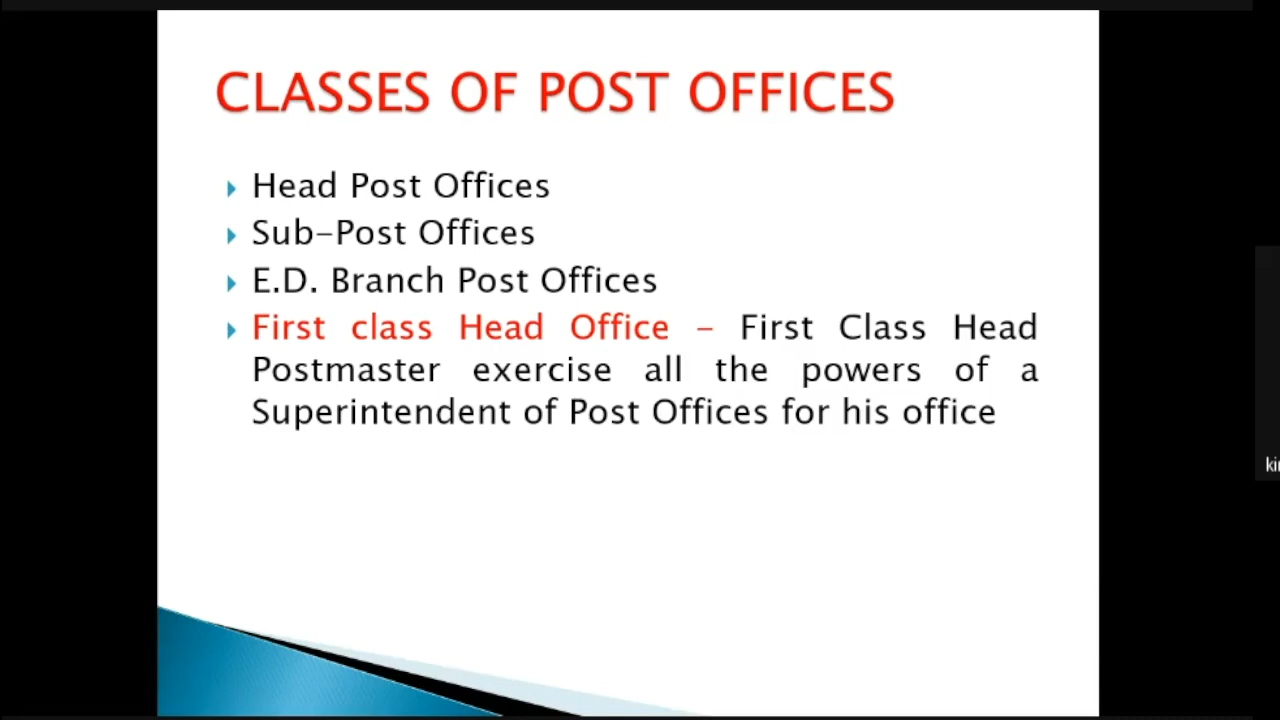 CLASSES OF POST OFFICES
Head Post Offices
Sub-Post Offices
E.D. Branch Post Offices
First class Head Office - First Class Head
Postmaster exercise all the powers of a
Superintendent of Post Offices for his office